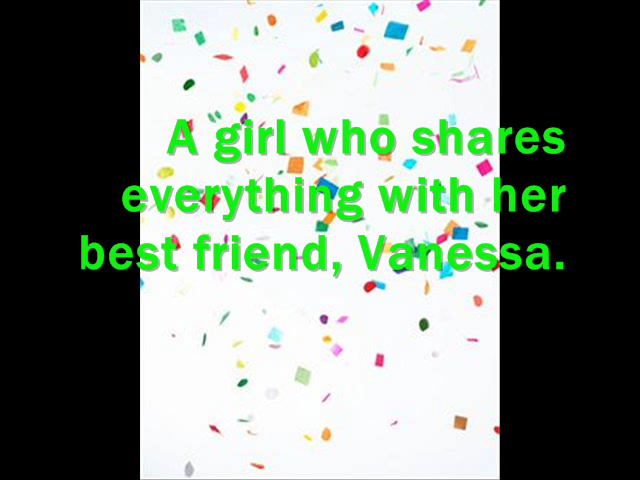 A girl who shares
everything with her
best friend, Vanessa.